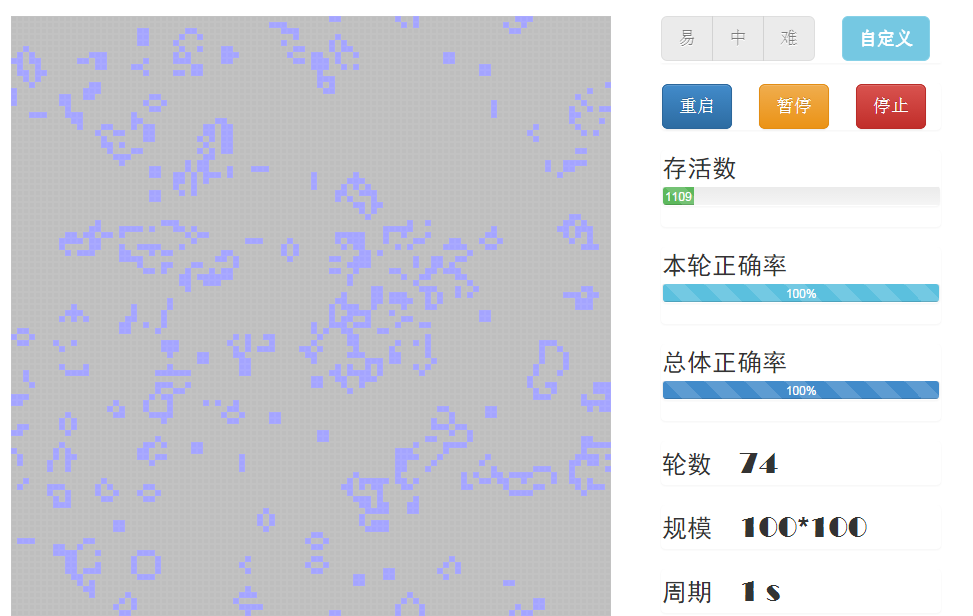 易 中 难 自定义
重启 暂停 停止
存活数
1109
本轮正确率
100%
总体正确率
100%
轮数 74
规模 100*100
周期 1 s